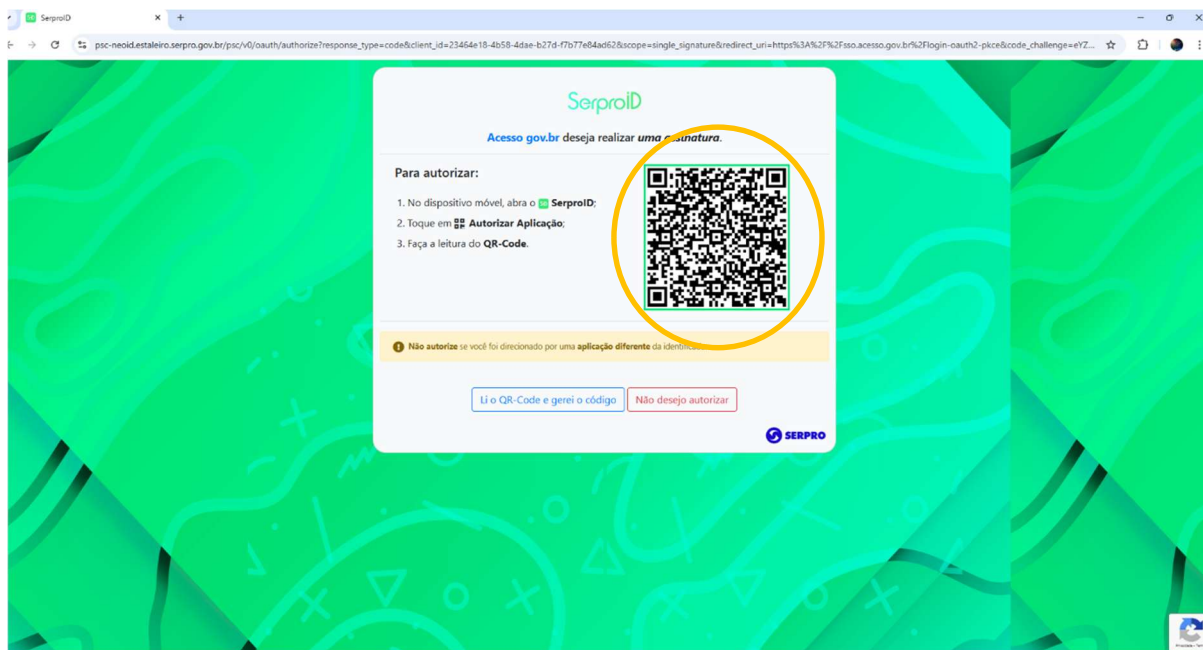 SerproID
psc-neoid.estaleiro.serpro.gov.br/psc/v0/oauth/authorize?response_type=code&client_id=23464e18-4b58-4dae-b27d-f7b77e84ad62&scope=single_signature&redirect_uri=https%3A%2F%2Fsso.acesso.gov.br%2Flogin-oauth2-pkce&code_challenge=eYZ...
SerproID
Acesso gov.br deseja realizar uma assinatura.
Para autorizar:
1. No dispositivo móvel, abra o SerproID;
2. Toque em Autorizar Aplicação;
3. Faça a leitura do QR-Code.
Não autorize se você foi direcionado por uma aplicação diferente da
Li o QR-Code e gerei o código
Não desejo autorizar
SERPRO